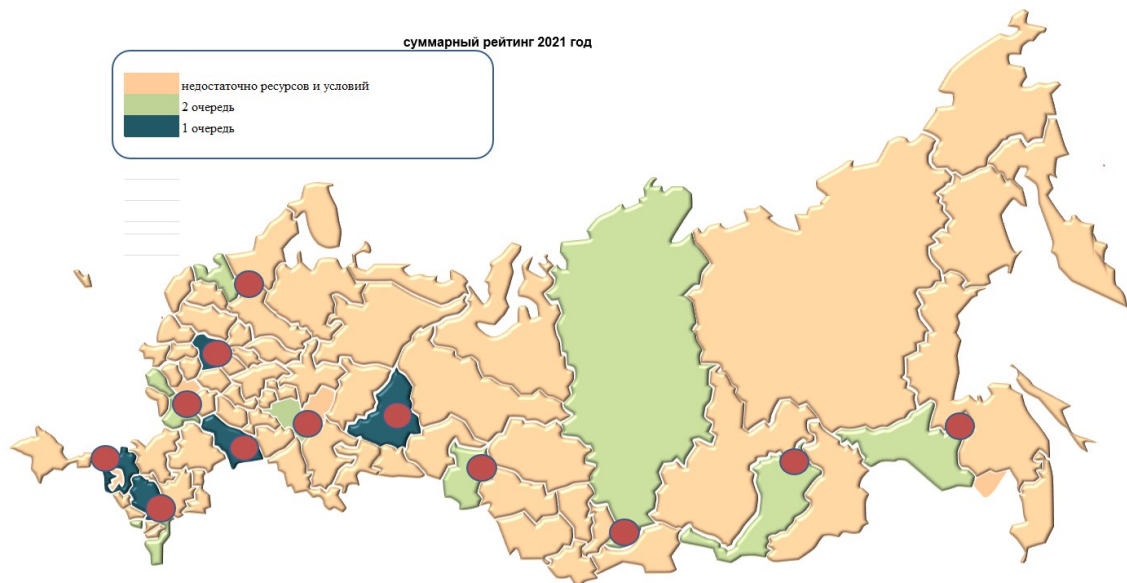 суммарный рейтинг 2021 год
недостаточно ресурсов и условий
2 очередь
1 очередь